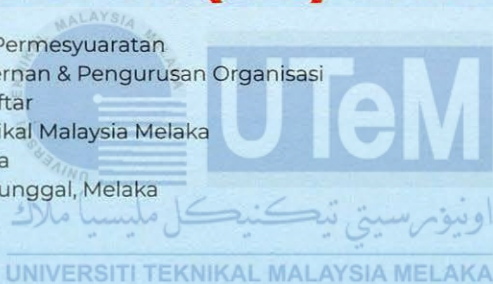 Permesyuaratan
ernan & Pengurusan Organisasi
ftar
ikal Malaysia Melaka
a
unggal, Melaka
UTeM
اونيۏرسيتي تيكنيكل مليسيا ملاك
UNIVERSITI TEKNIKAL MALAYSIA MELAKA